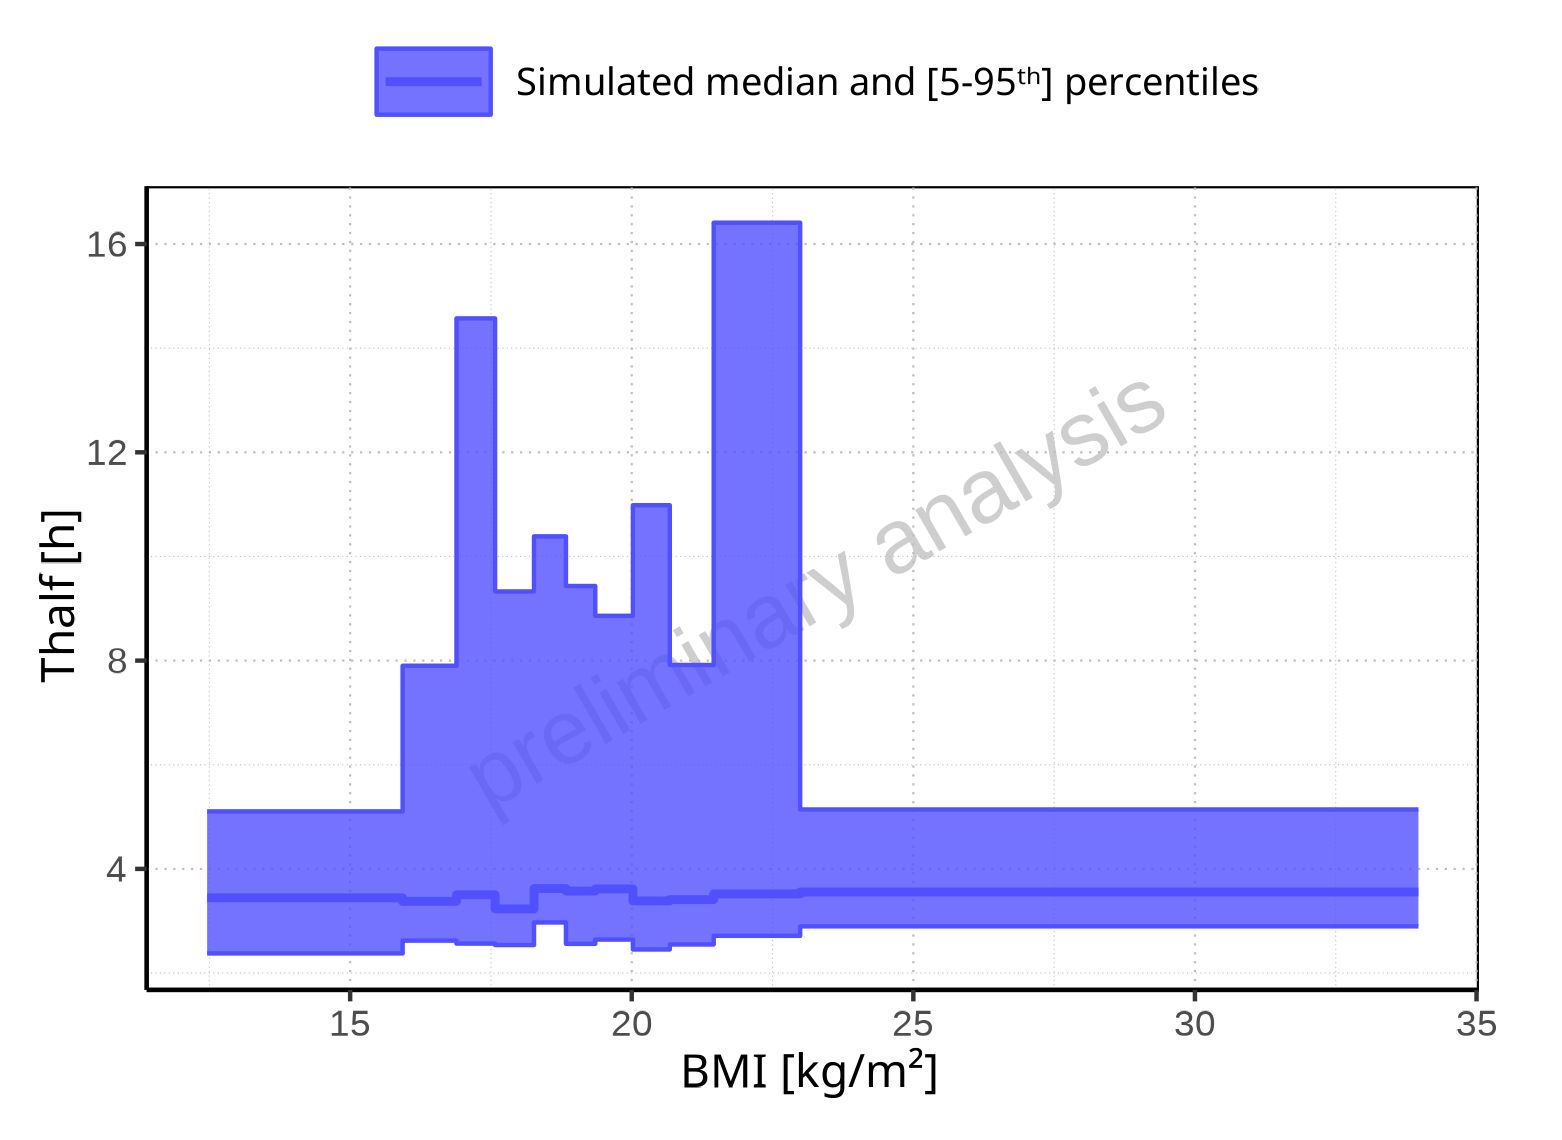 Simulated median and [5-95ᵗʰ] percentiles
16
12
8
4
Thalf [h]
preliminary analysis
15 20 25 30 35
BMI [kg/m²]